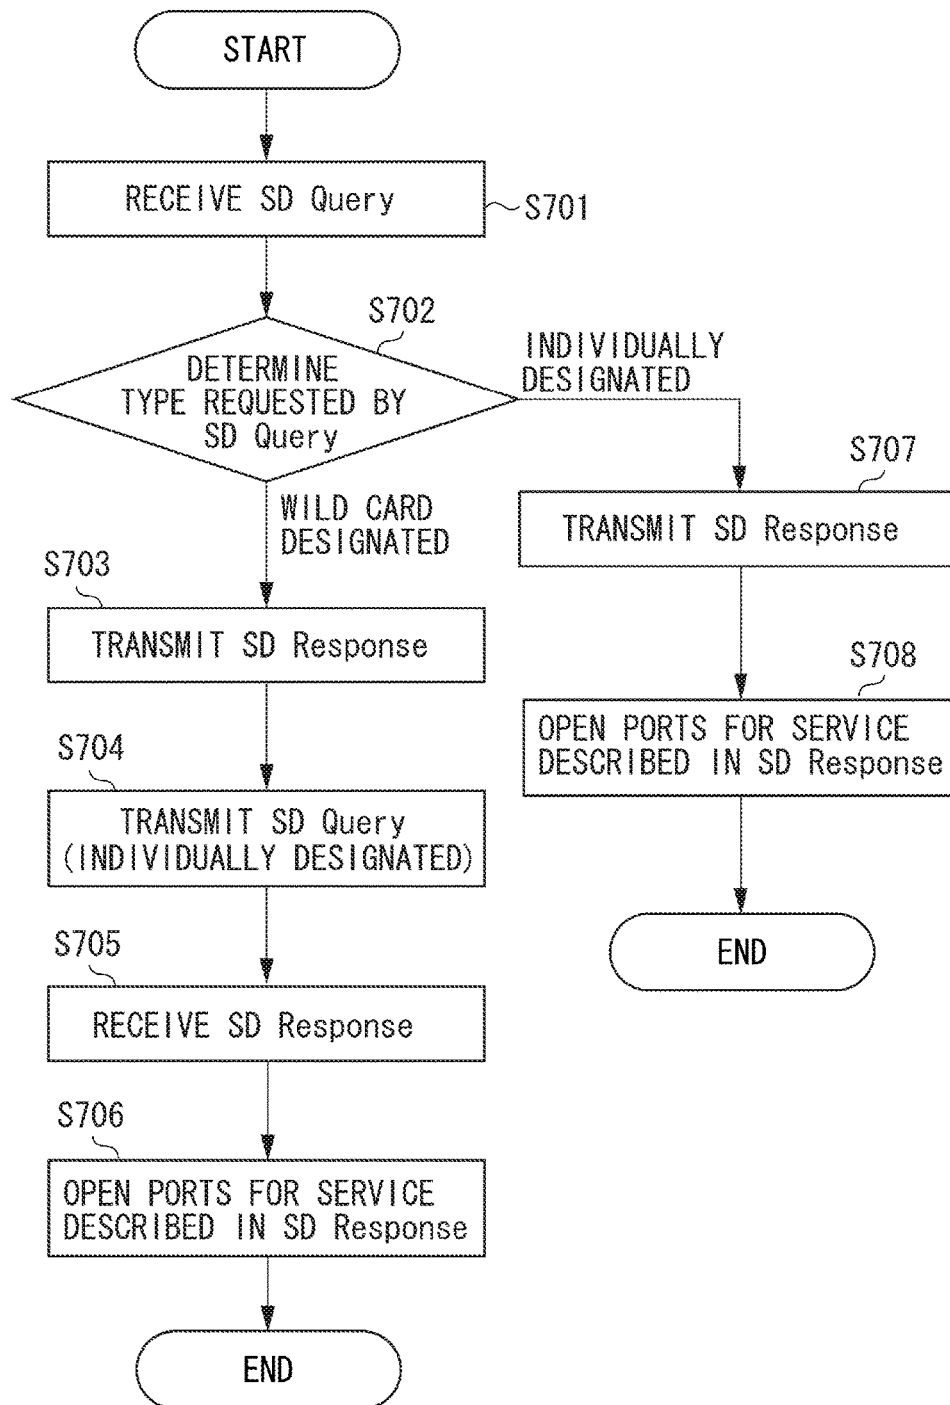 START
RECEIVE SD Query
S701
S702
DETERMINE
TYPE REQUESTED BY
SD Query
INDIVIDUALLY
DESIGNATED
WILD CARD
DESIGNATED
S703
TRANSMIT SD Response
S704
TRANSMIT SD Query
(INDIVIDUALLY DESIGNATED)
S705
RECEIVE SD Response
S706
OPEN PORTS FOR SERVICE
DESCRIBED IN SD Response
END
S707
TRANSMIT SD Response
S708
OPEN PORTS FOR SERVICE
DESCRIBED IN SD Response
END